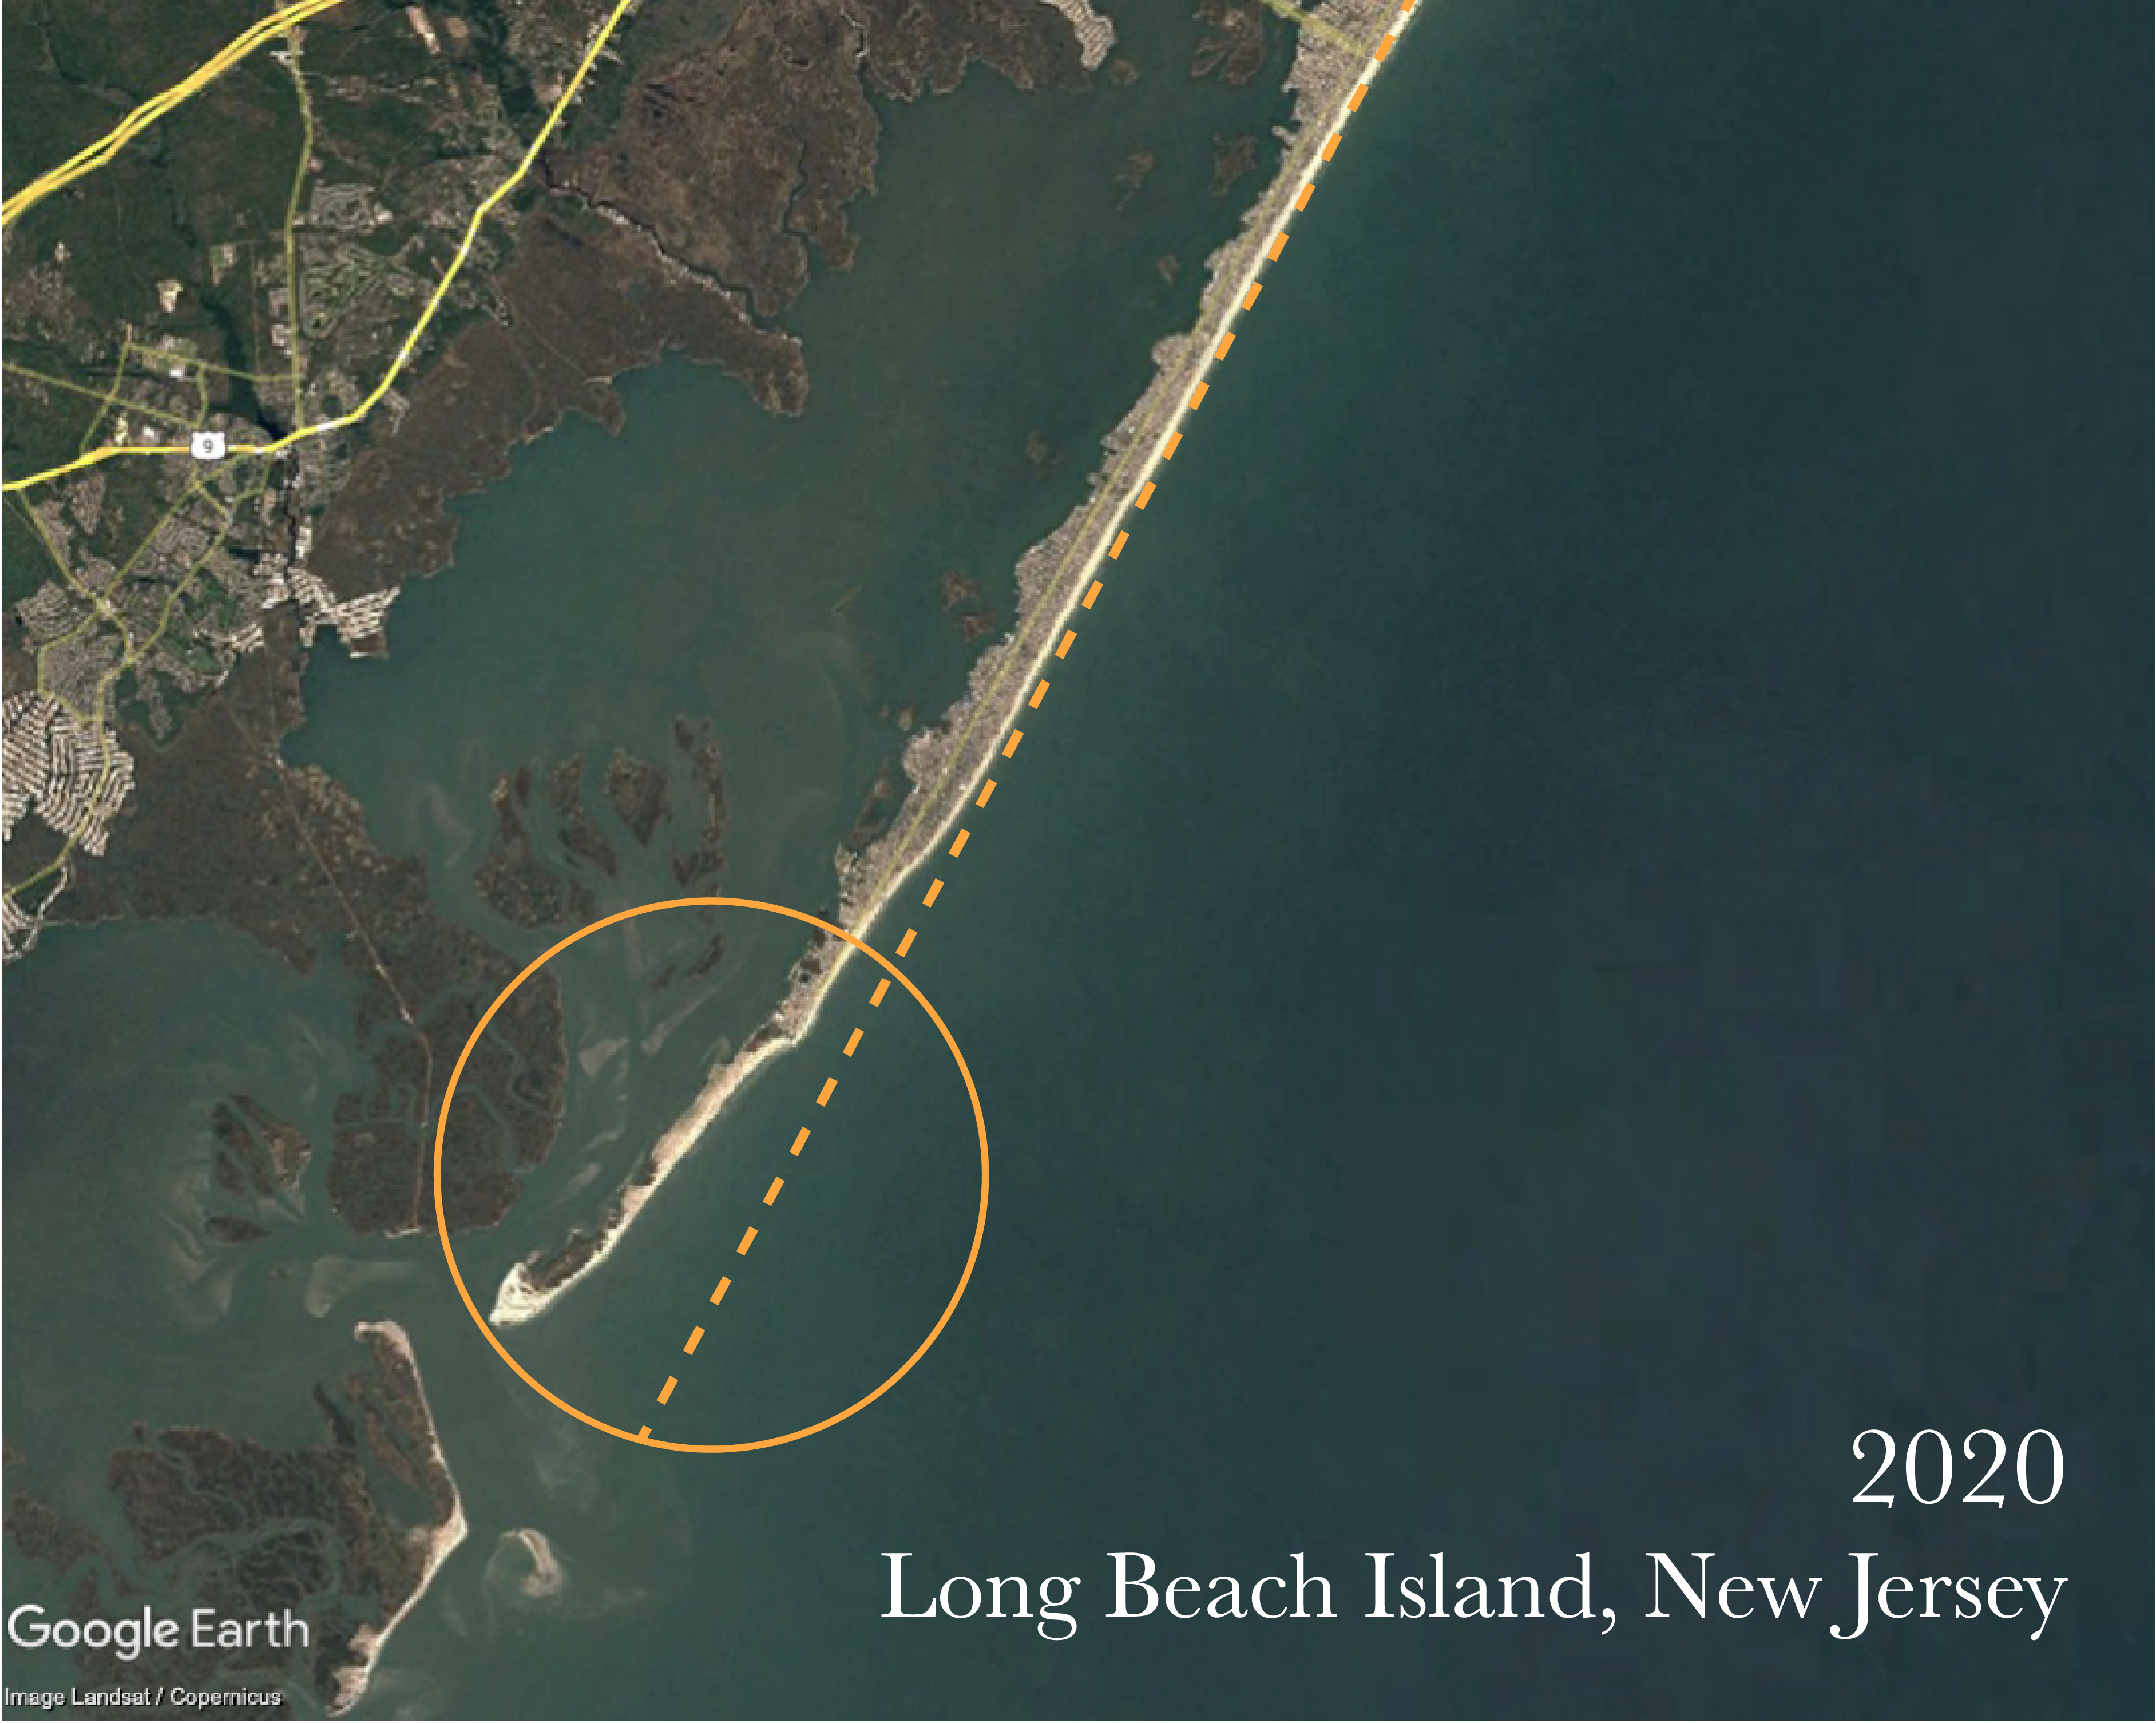 9
2020
Long Beach Island, New Jersey
Google Earth
Image Landsat / Copernicus